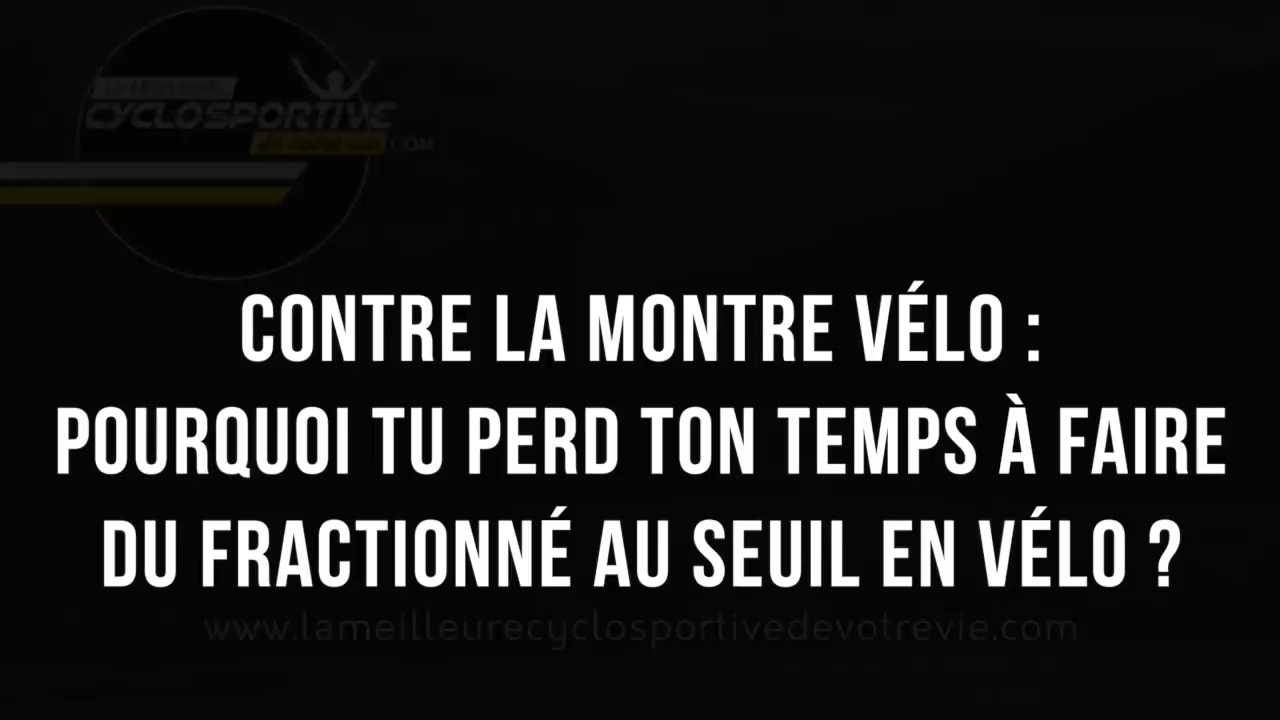 CYCLOSPORTIVE
.COM
CONTRE LA MONTRE VÉLO :
POURQUOI TU PERD TON TEMPS À FAIRE
DU FRACTIONNÉ AU SEUIL EN VÉLO ?
www.lameilleurecyclosportivedevotrevie.com